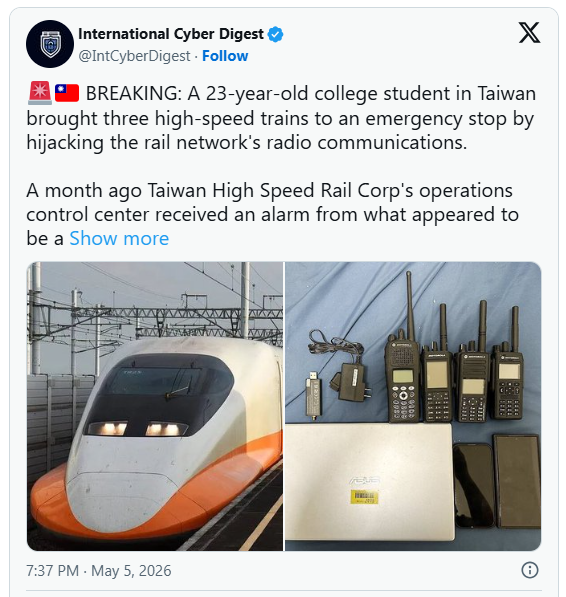 International Cyber Digest
@IntCyberDigest · Follow
🚨🇹🇼 BREAKING: A 23-year-old college student in Taiwan
brought three high-speed trains to an emergency stop by
hijacking the rail network's radio communications.
A month ago Taiwan High Speed Rail Corp's operations
control center received an alarm from what appeared to
be a Show more
ASUS
7:37 PM · May 5, 2026